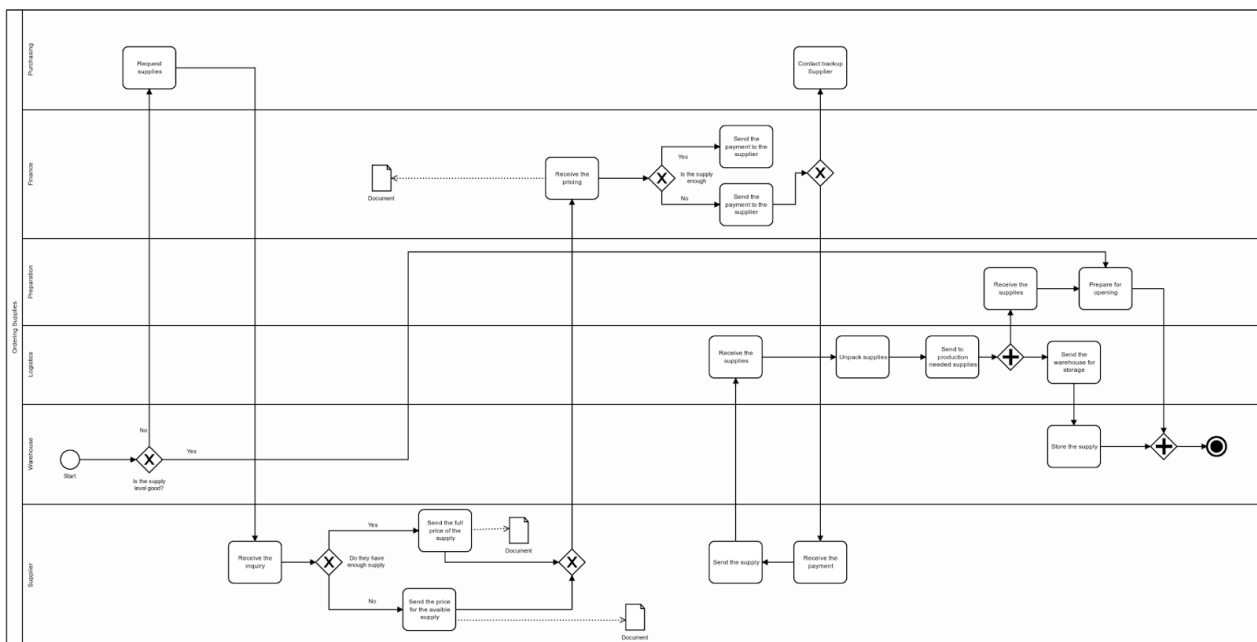 Ordering Supplies
Purchasing
Request
supplies
Contact backup
Supplier
Finance
Document
Receive the
pricing
Yes
Is the supply
enough
No
Send the
payment to the
supplier
Send the
payment to the
supplier
Preparation
Receive the
supplies
Prepare for
opening
Logistics
Receive the
supplies
Unpack supplies
Send to
production
needed supplies
Send the
warehouse for
storage
Warehouse
Start
No
Yes
Is the supply
level good?
Store the supply
Supplier
Receive the
inquiry
Yes
Do they have
enough supply
No
Send the full
price of the
supply
Document
Send the price
for the avaible
supply
Document
Send the supply
Receive the
payment